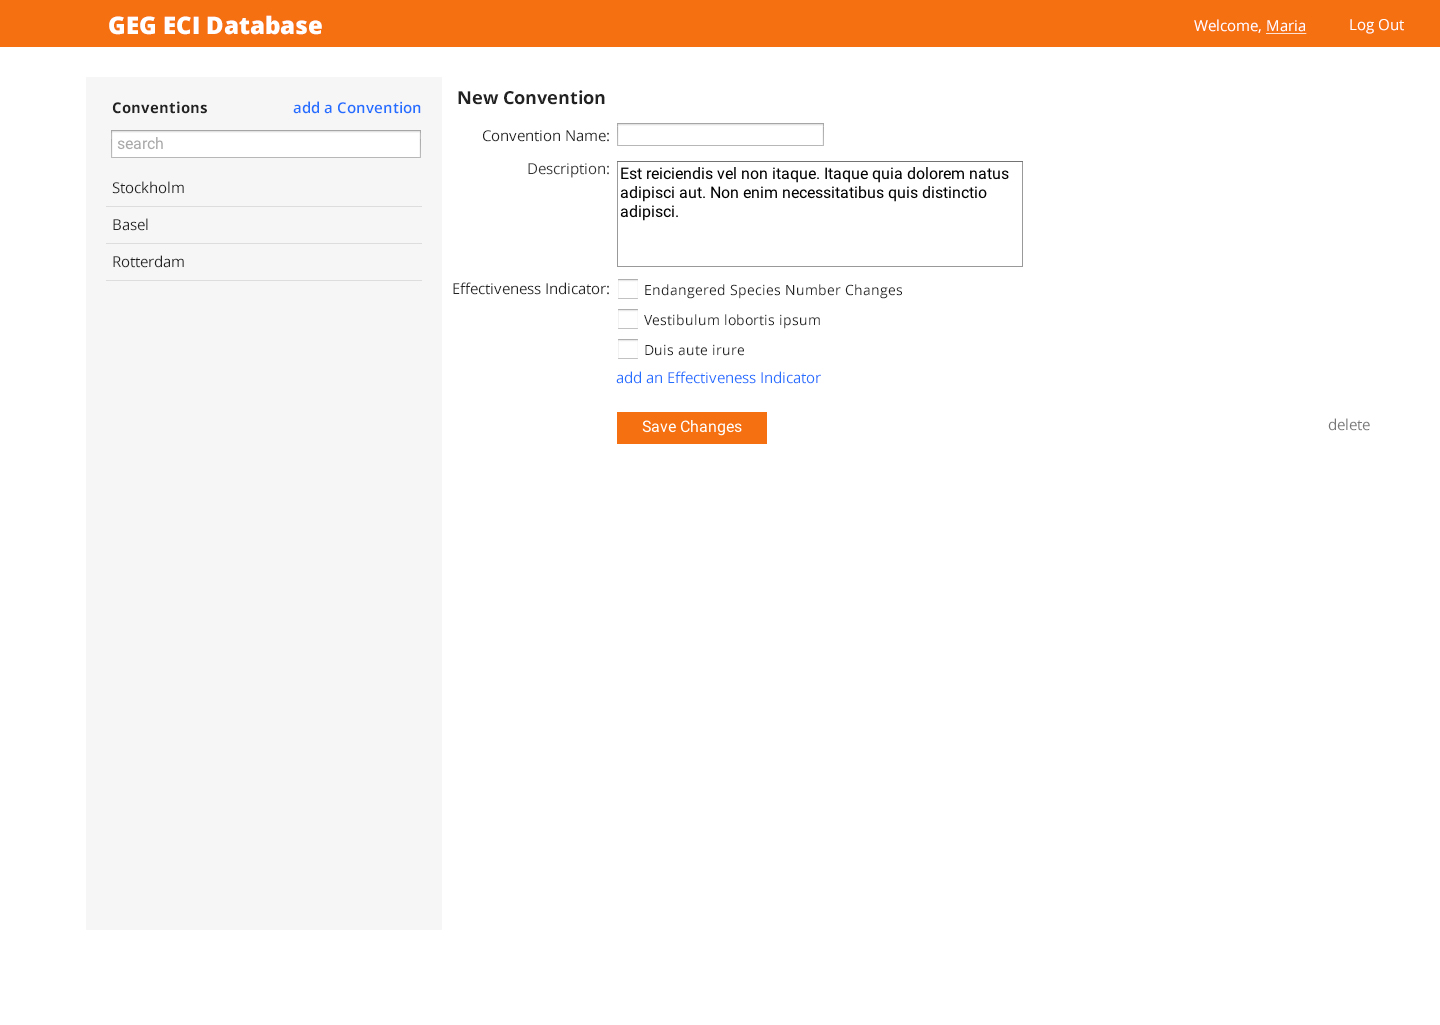 GEG ECI Database
Welcome, Maria
Log Out
Conventions
add a Convention
search
Stockholm
Basel
Rotterdam
New Convention
Convention Name:
Description:
Est reiciendis vel non itaque. Itaque quia dolorem natus
adipisci aut. Non enim necessitatibus quis distinctio
adipisci.
Effectiveness Indicator:
Endangered Species Number Changes
Vestibulum lobortis ipsum
Duis aute irure
add an Effectiveness Indicator
Save Changes
delete